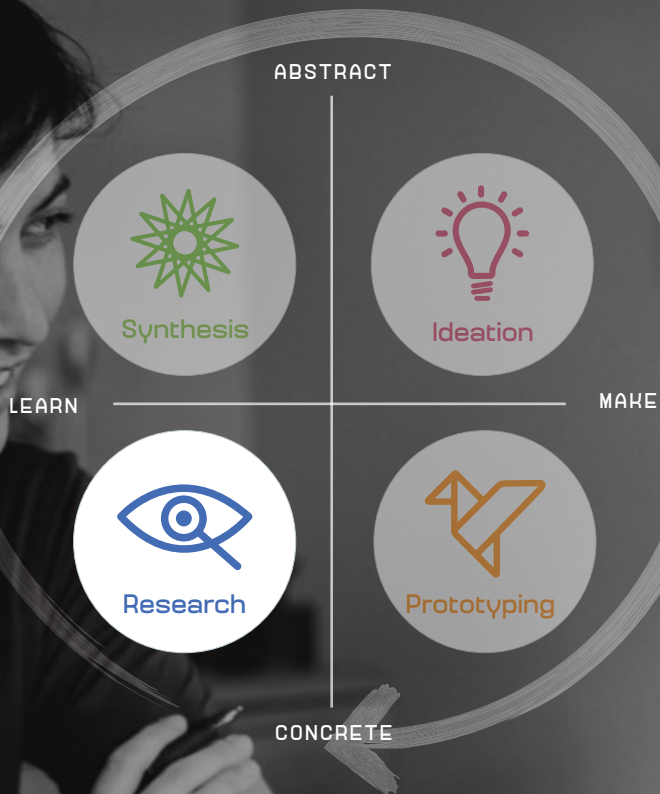 ABSTRACT
Synthesis
Ideation
LEARN
MAKE
Research
Prototyping
CONCRETE